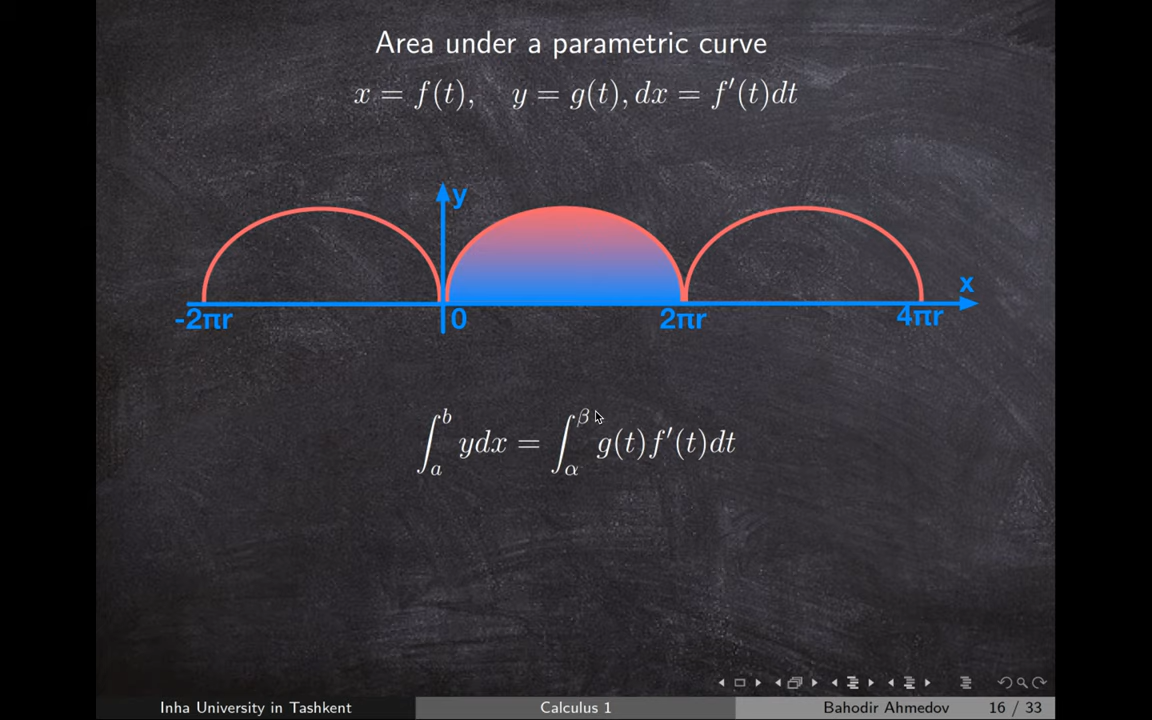 Area under a parametric curve
x = f(t), y = g(t), dx = f′(t)dt
y
x
-2πr 0 2πr 4πr
∫_a^b ydx = ∫_α^β g(t)f′(t)dt
Inha University in Tashkent Calculus 1 Bahodir Ahmedov 16 / 33